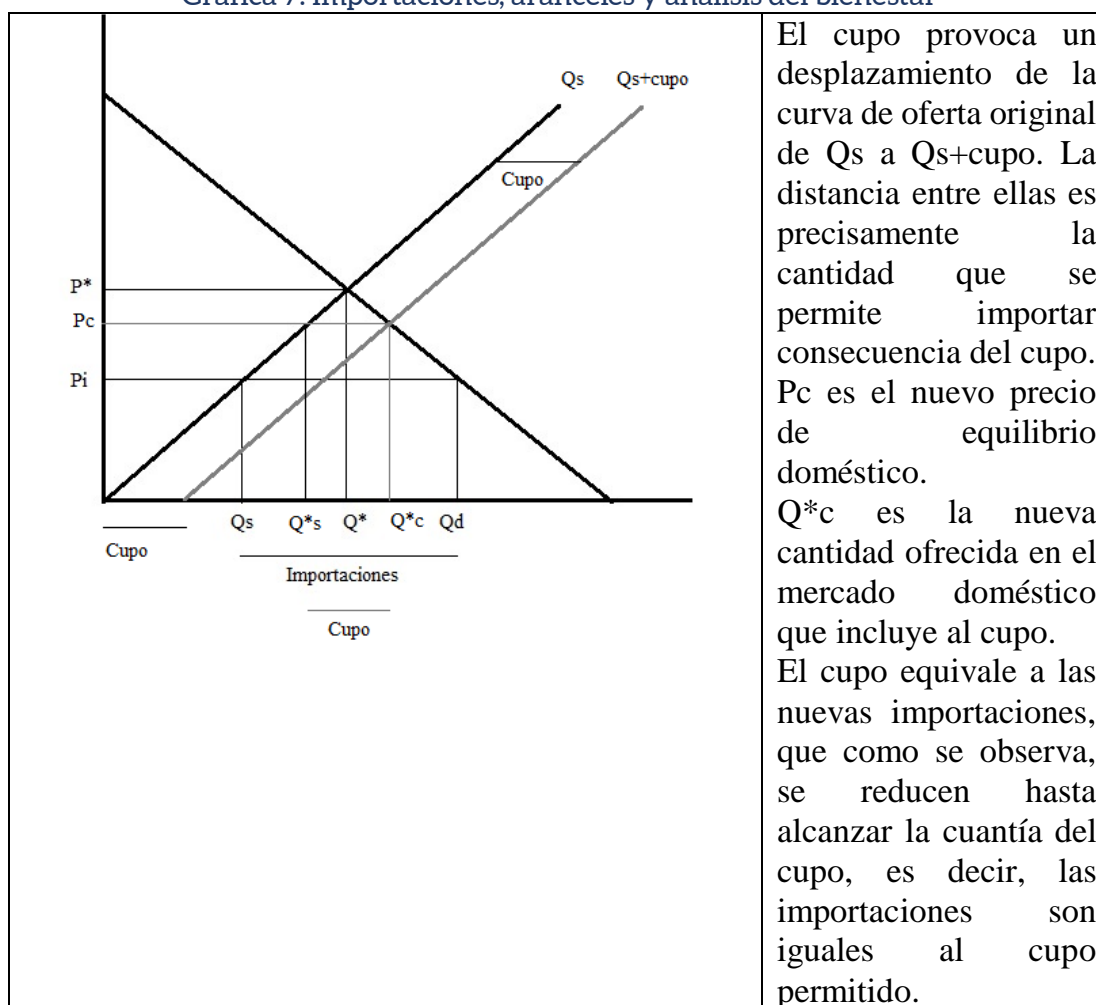 Gráfica 7. Importaciones, aranceles y análisis del bienestar
Qs Qs+cupo
Cupo
P*
Pc
Pi
Qs Q*s Q* Q*c Qd
Cupo
Importaciones
Cupo
El cupo provoca un
desplazamiento de la
curva de oferta original
de Qs a Qs+cupo. La
distancia entre ellas es
precisamente la
cantidad que se
permite importar
consecuencia del cupo.
Pc es el nuevo precio
de equilibrio
doméstico.
Q*c es la nueva
cantidad ofrecida en el
mercado doméstico
que incluye al cupo.
El cupo equivale a las
nuevas importaciones,
que como se observa,
se reducen hasta
alcanzar la cuantía del
cupo, es decir, las
importaciones son
iguales al cupo
permitido.